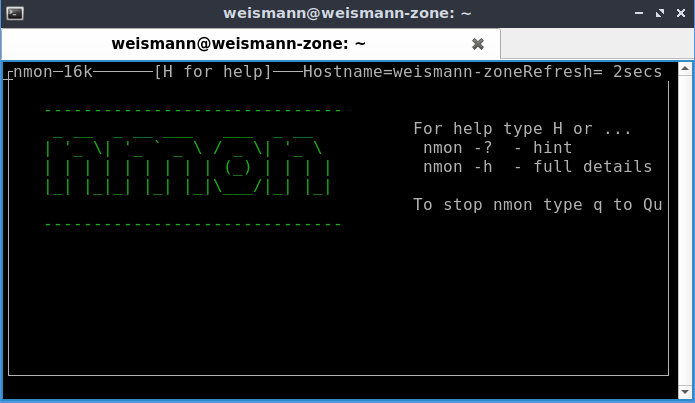 weismann@weismann-zone: ~
weismann@weismann-zone: ~
nmon─16k──────[H for help]───Hostname=weismann-zoneRefresh= 2secs
------------------------------
nmon
For help type H or ...
nmon -?  - hint
nmon -h  - full details
To stop nmon type q to Qu
------------------------------